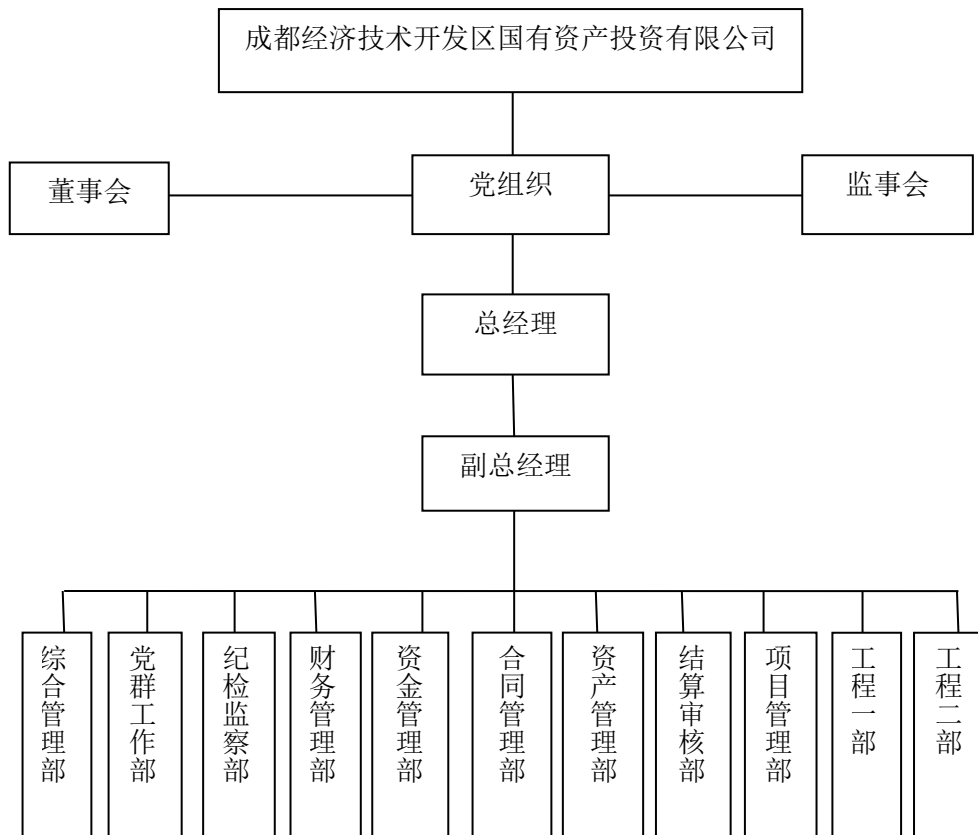 成都经济技术开发区国有资产投资有限公司
董事会
党组织
监事会
总经理
副总经理
综合管理部
党群工作部
纪检监察部
财务管理部
资金管理部
合同管理部
资产管理部
结算审核部
项目管理部
工程一部
工程二部